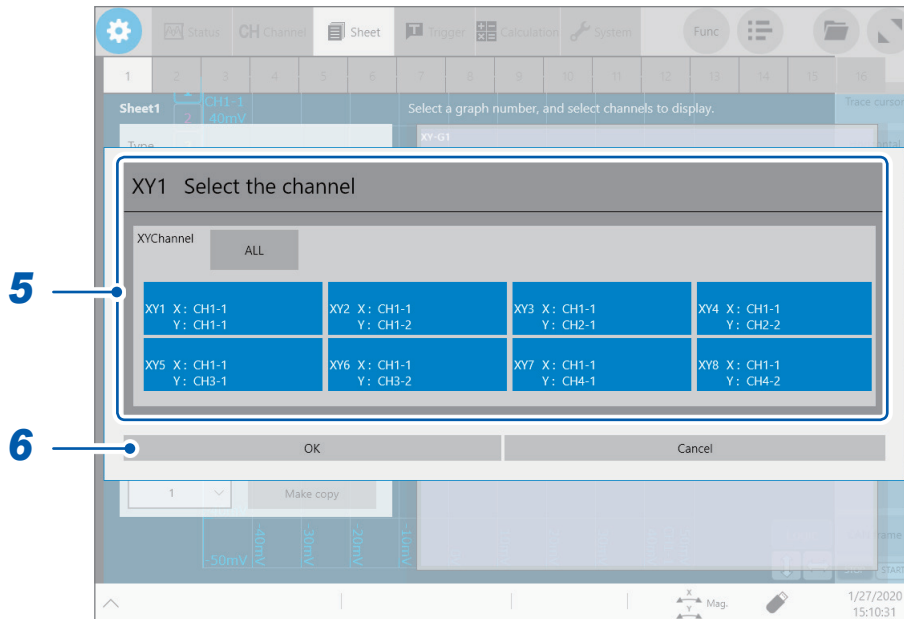 Status CH Channel Sheet Trigger Calculation System Func
1 2 3 4 5 6 7 8 9 10 11 12 13 14 15 16
Sheet1
CH1-1
2 40mV
Select a graph number, and select channels to display.
Trace cursor
Type
XY-G1
XY1 Select the channel
XYChannel
ALL
5
XY1 X: CH1-1
Y: CH1-1
XY2 X: CH1-1
Y: CH1-2
XY3 X: CH1-1
Y: CH2-1
XY4 X: CH1-1
Y: CH2-2
XY5 X: CH1-1
Y: CH3-1
XY6 X: CH1-1
Y: CH3-2
XY7 X: CH1-1
Y: CH4-1
XY8 X: CH1-1
Y: CH4-2
6
OK
Cancel
1
Make copy
-50mV
-40mV
-30mV
-20mV
-10mV
START
X
Y
Mag.
1/27/2020
15:10:31